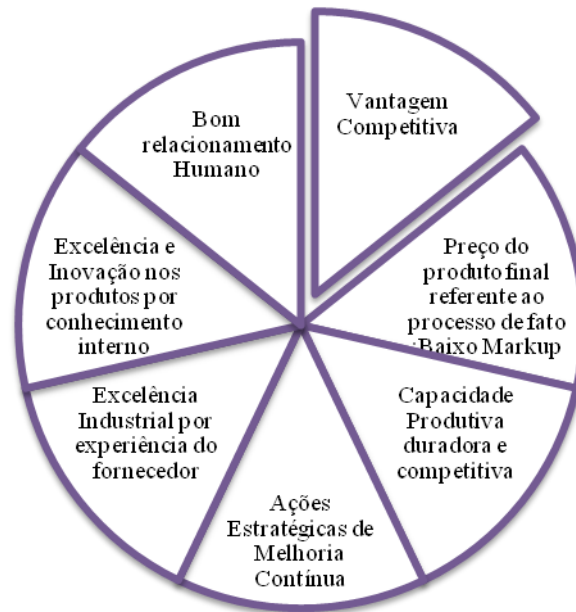 Vantagem
Competitiva
Preço do
produto final
referente ao
processo de fato
:Baixo Markup
Capacidade
Produtiva
duradora e
competitiva
Ações
Estratégicas de
Melhoria
Contínua
Excelência
Industrial por
experiência do
fornecedor
Excelência e
Inovação nos
produtos por
conhecimento
interno
Bom
relacionamento
Humano